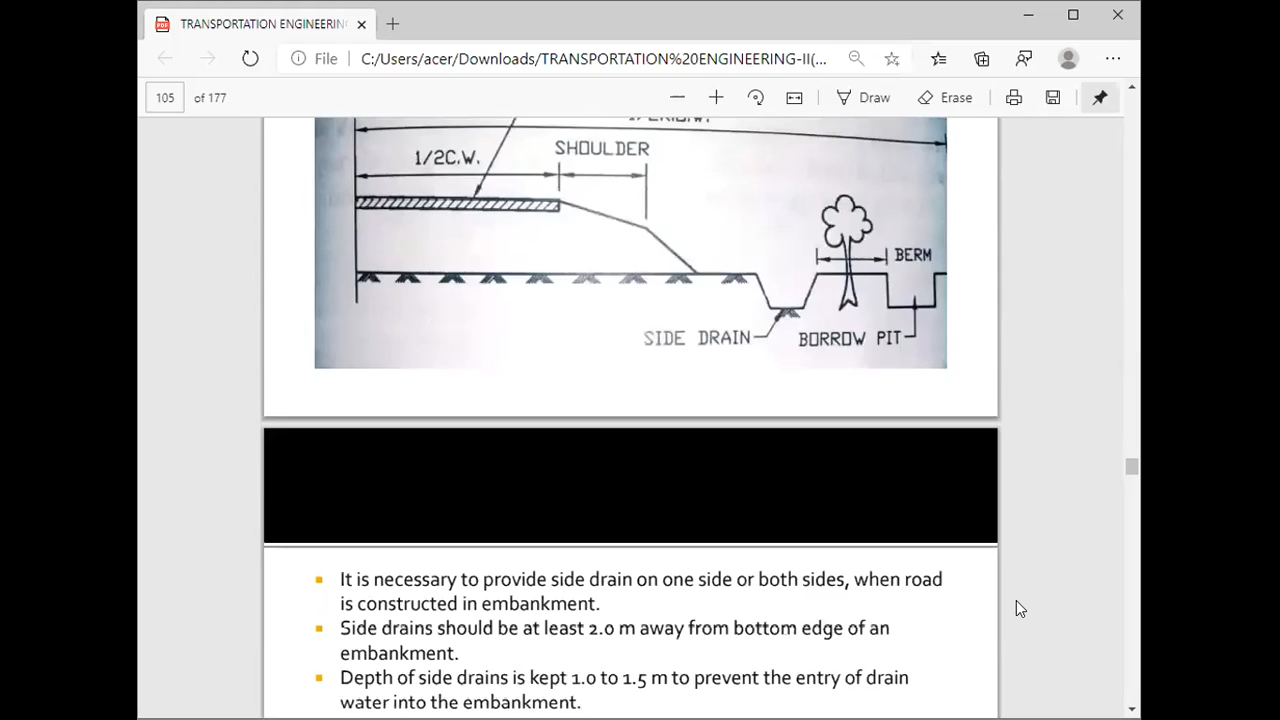 TRANSPORTATION ENGINEERIN
File
C:/Users/acer/Downloads/TRANSPORTATION%20ENGINEERING-II(...
105 of 177
Draw
Erase
1/2C.W.
SHOULDER
BERM
SIDE DRAIN
BORROW PIT
It is necessary to provide side drain on one side or both sides, when road
is constructed in embankment.
Side drains should be at least 2.0 m away from bottom edge of an
embankment.
Depth of side drains is kept 1.0 to 1.5 m to prevent the entry of drain
water into the embankment.